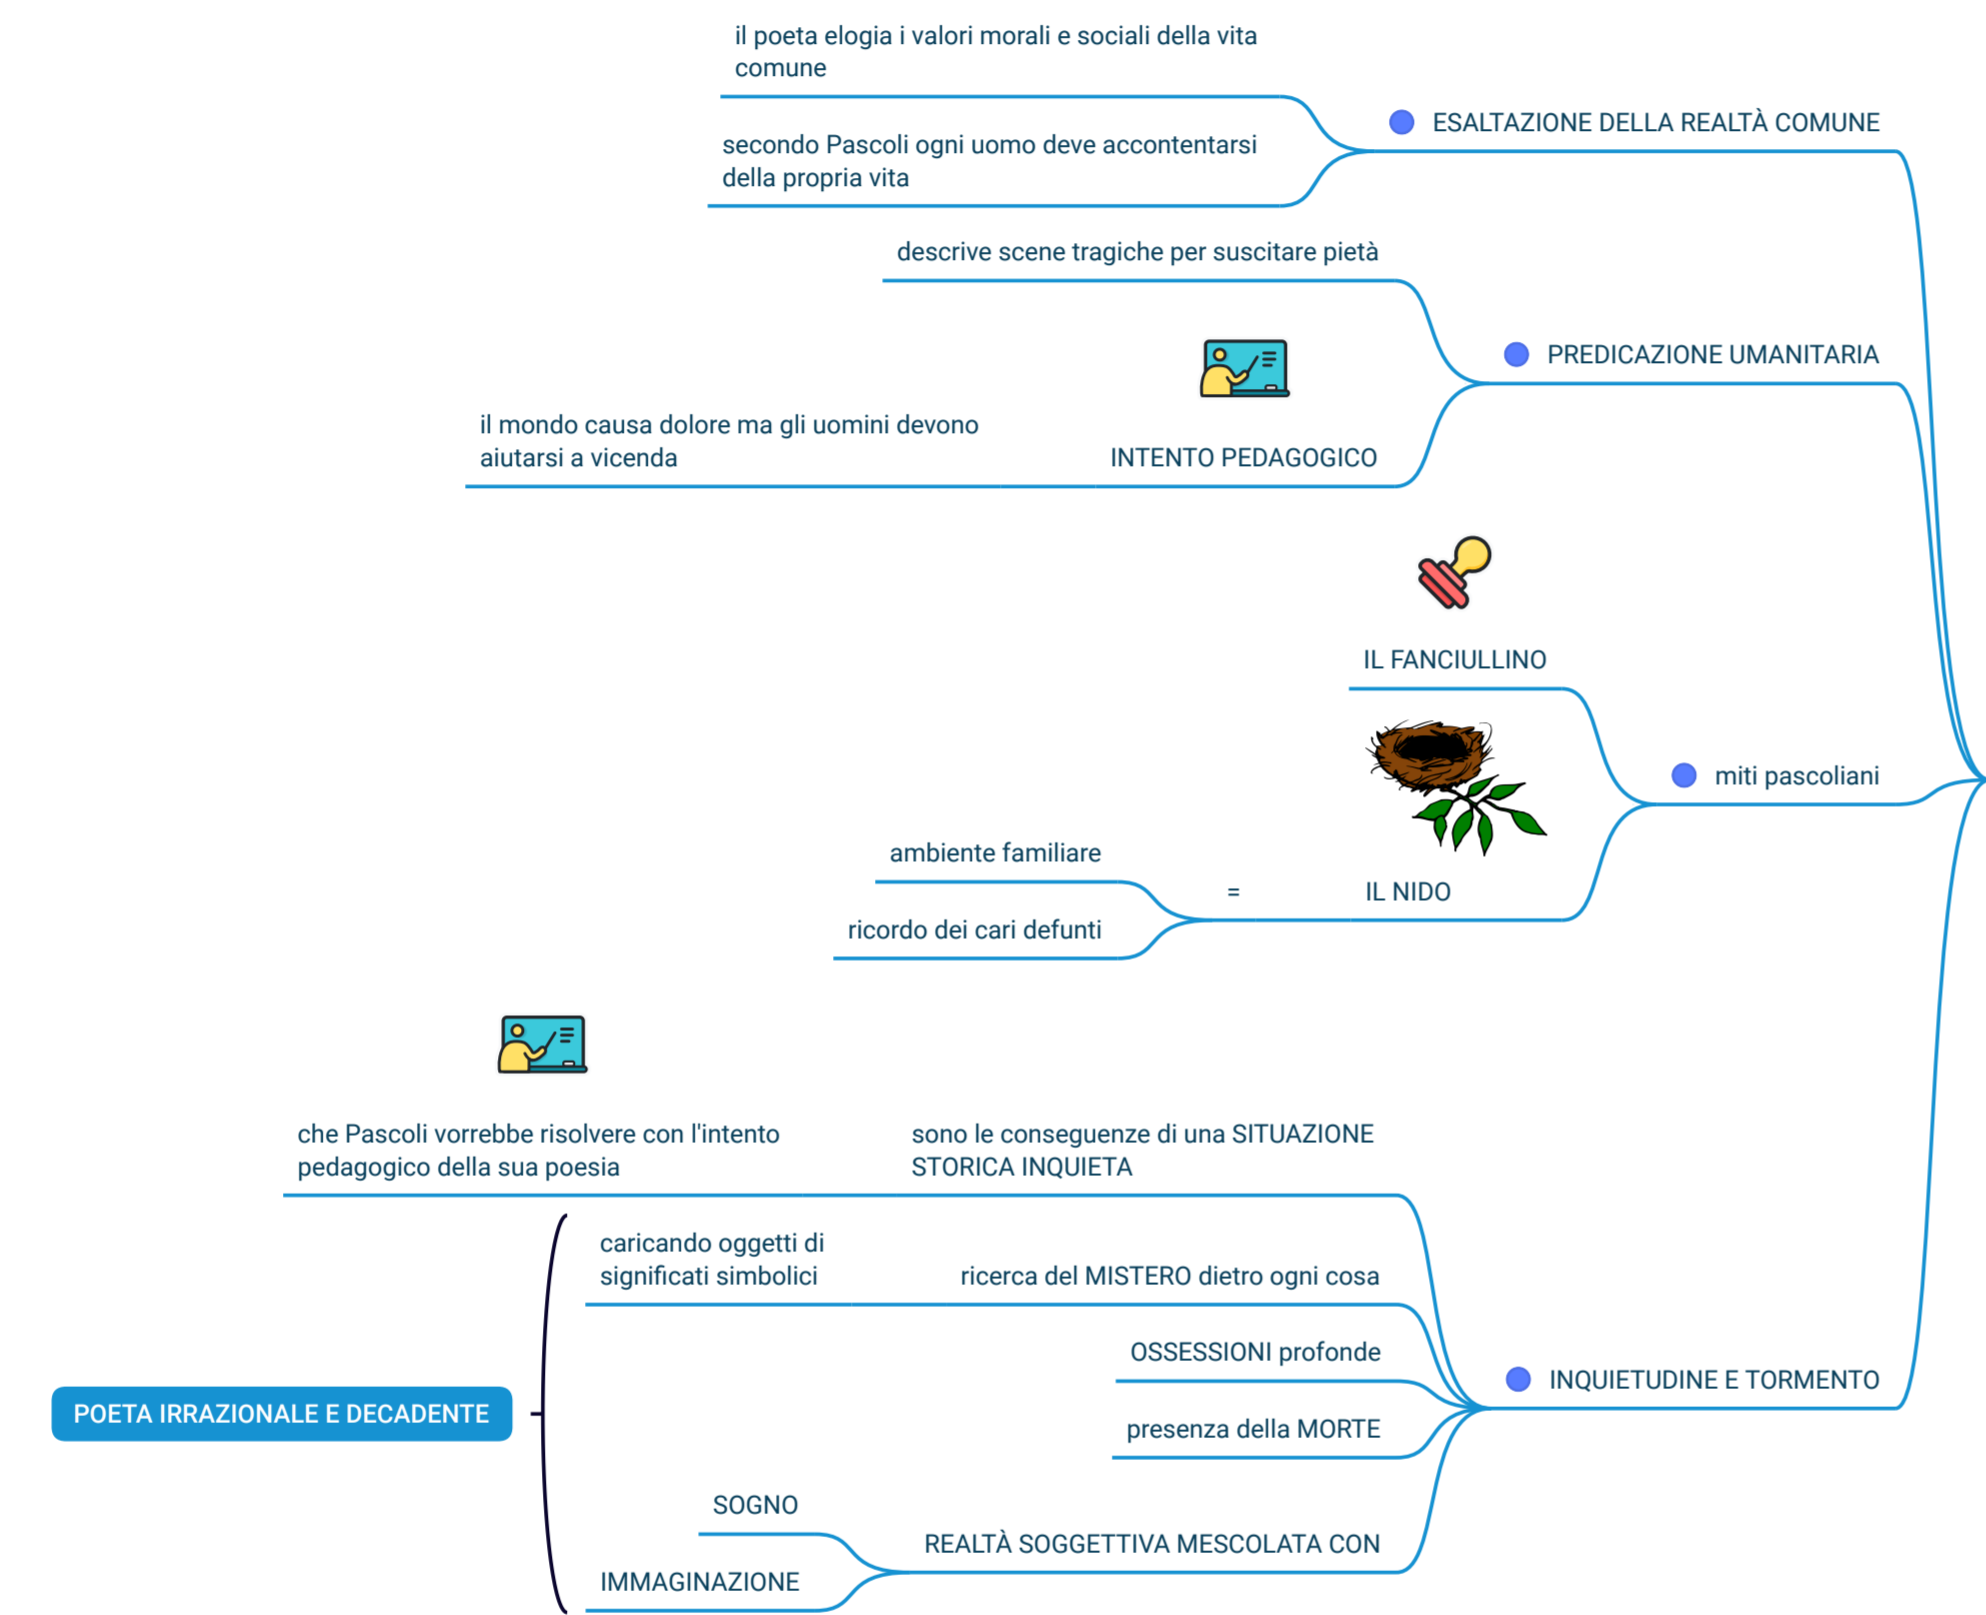 il poeta elogia i valori morali e sociali della vita
comune
ESALTAZIONE DELLA REALTÀ COMUNE
secondo Pascoli ogni uomo deve accontentarsi
della propria vita
descrive scene tragiche per suscitare pietà
PREDICAZIONE UMANITARIA
il mondo causa dolore ma gli uomini devono
aiutarsi a vicenda
INTENTO PEDAGOGICO
IL FANCIULLINO
miti pascoliani
ambiente familiare
=
IL NIDO
ricordo dei cari defunti
che Pascoli vorrebbe risolvere con l'intento
pedagogico della sua poesia
sono le conseguenze di una SITUAZIONE
STORICA INQUIETA
caricando oggetti di
significati simbolici
ricerca del MISTERO dietro ogni cosa
OSSESSIONI profonde
INQUIETUDINE E TORMENTO
POETA IRRAZIONALE E DECADENTE
presenza della MORTE
SOGNO
REALTÀ SOGGETTIVA MESCOLATA CON
IMMAGINAZIONE